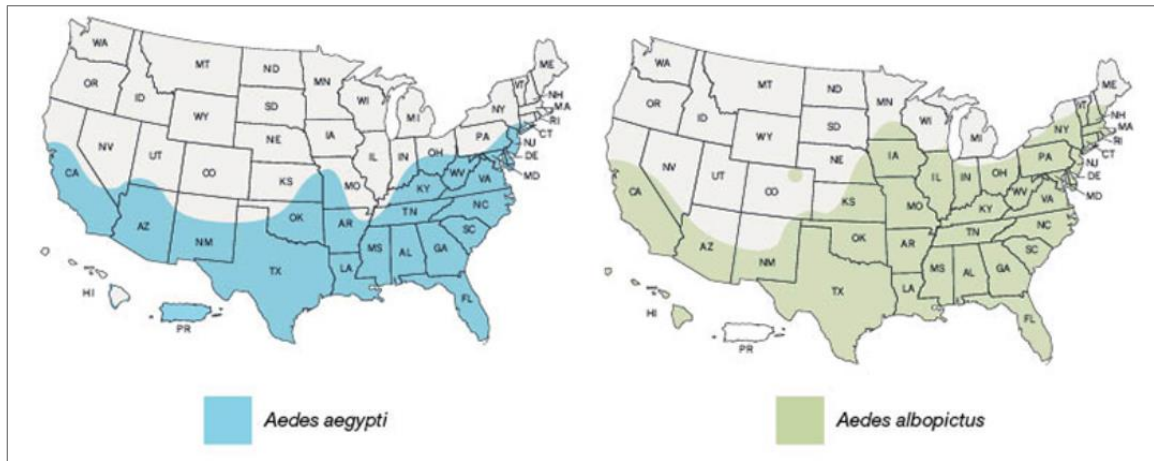 WA
MT
ND
MN
ME
VT
NH
MA
RI
CT
NJ
DE
MD
OR
ID
SD
WI
NY
WY
MI
IA
PA
NE
NV
UT
IL
IN
OH
CO
WV
VA
CA
KS
MO
KY
NC
TN
OK
AR
AZ
NM
SC
MS
AL
GA
TX
LA
FL
HI
PR
Aedes aegypti
WA
MT
ND
MN
ME
VT
NH
MA
RI
CT
NJ
DE
MD
OR
ID
SD
WI
NY
WY
MI
IA
PA
NE
NV
UT
IL
IN
OH
CO
WV
VA
CA
KS
MO
KY
NC
TN
OK
AR
AZ
NM
SC
MS
AL
GA
TX
LA
FL
HI
PR
Aedes albopictus